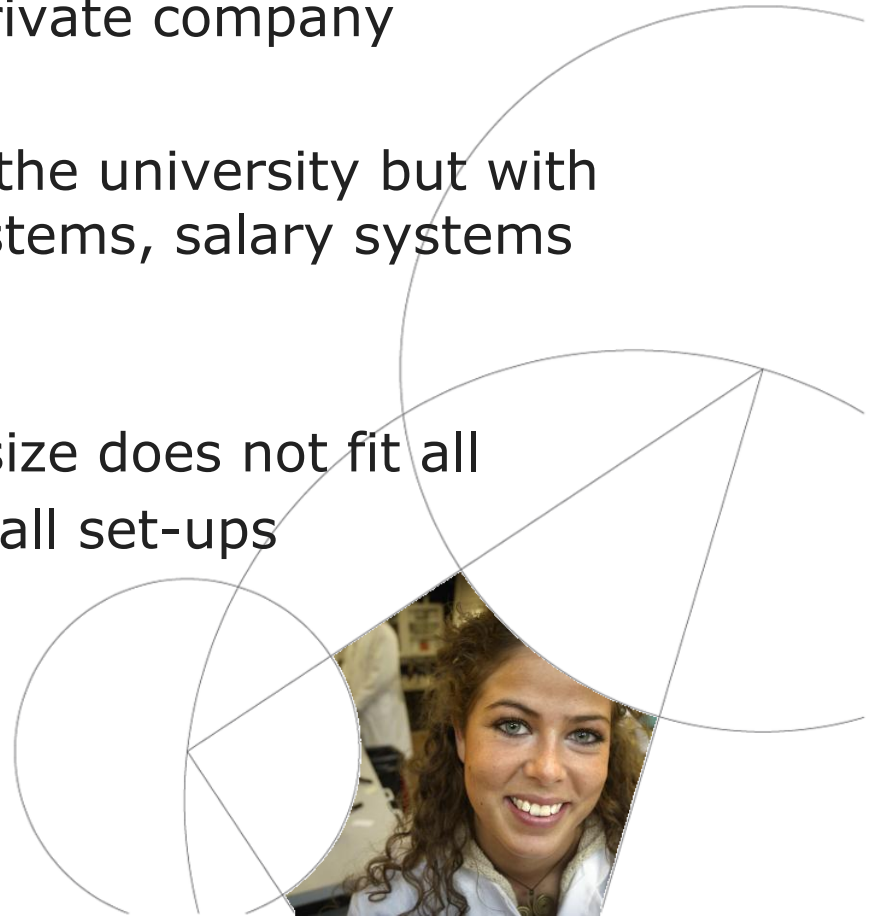 rivate company
the university but with
stems, salary systems
size does not fit all
all set-ups